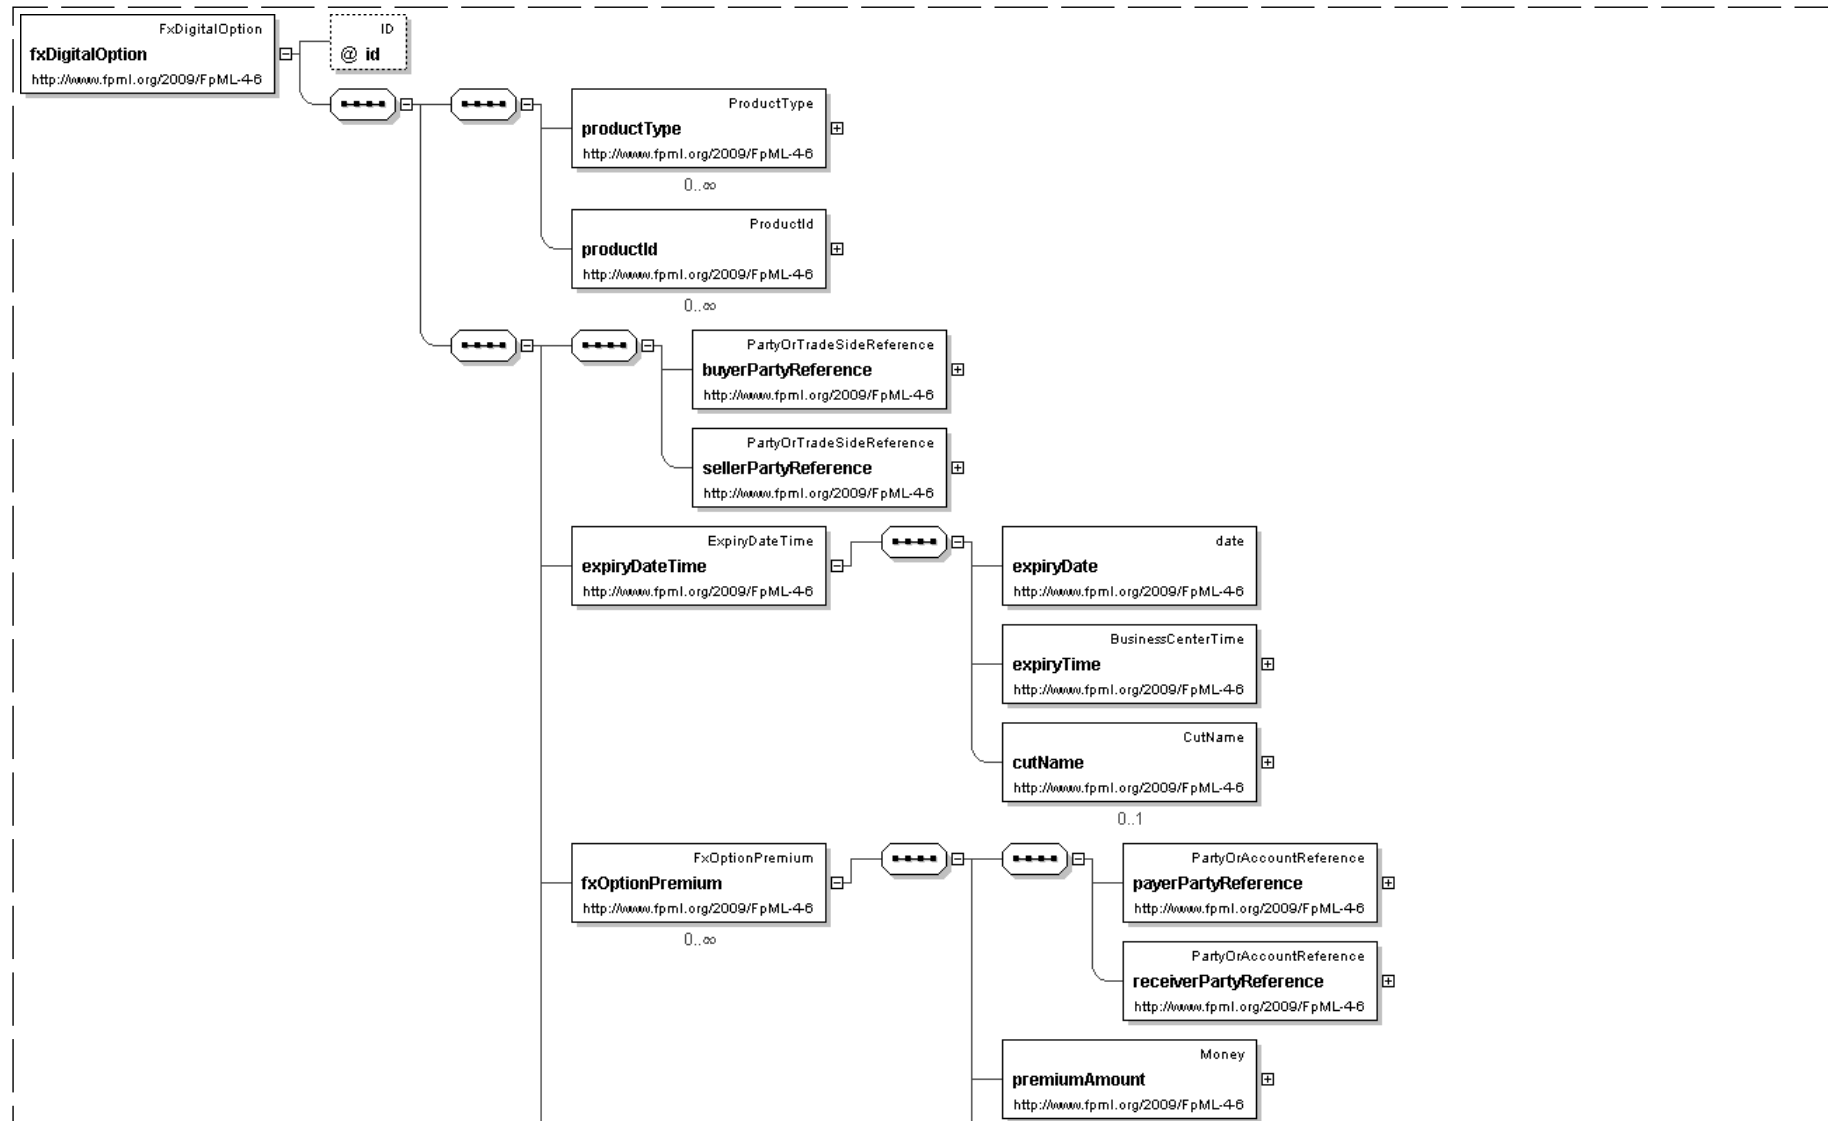 FxDigitalOption
fxDigitalOption
http://www.fpml.org/2009/FpML-4-6
ID
@ id
ProductType
productType
http://www.fpml.org/2009/FpML-4-6
0..∞
ProductId
productId
http://www.fpml.org/2009/FpML-4-6
0..∞
PartyOrTradeSideReference
buyerPartyReference
http://www.fpml.org/2009/FpML-4-6
PartyOrTradeSideReference
sellerPartyReference
http://www.fpml.org/2009/FpML-4-6
ExpiryDateTime
expiryDateTime
http://www.fpml.org/2009/FpML-4-6
date
expiryDate
http://www.fpml.org/2009/FpML-4-6
BusinessCenterTime
expiryTime
http://www.fpml.org/2009/FpML-4-6
CutName
cutName
http://www.fpml.org/2009/FpML-4-6
0..1
FxOptionPremium
fxOptionPremium
http://www.fpml.org/2009/FpML-4-6
0..∞
PartyOrAccountReference
payerPartyReference
http://www.fpml.org/2009/FpML-4-6
PartyOrAccountReference
receiverPartyReference
http://www.fpml.org/2009/FpML-4-6
Money
premiumAmount
http://www.fpml.org/2009/FpML-4-6